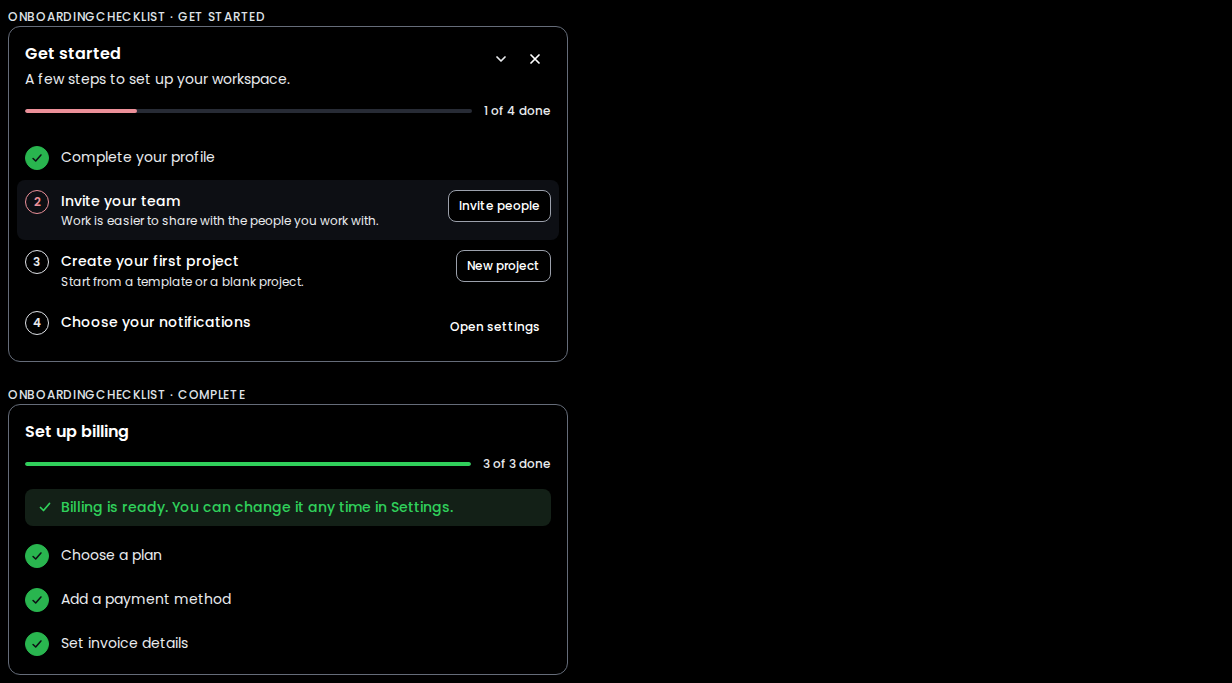 ONBOARDINGCHECKLIST · GET STARTED
Get started
A few steps to set up your workspace.
1 of 4 done
Complete your profile
2 Invite your team Invite people
Work is easier to share with the people you work with.
3 Create your first project New project
Start from a template or a blank project.
4 Choose your notifications Open settings
ONBOARDINGCHECKLIST · COMPLETE
Set up billing
3 of 3 done
Billing is ready. You can change it any time in Settings.
Choose a plan
Add a payment method
Set invoice details